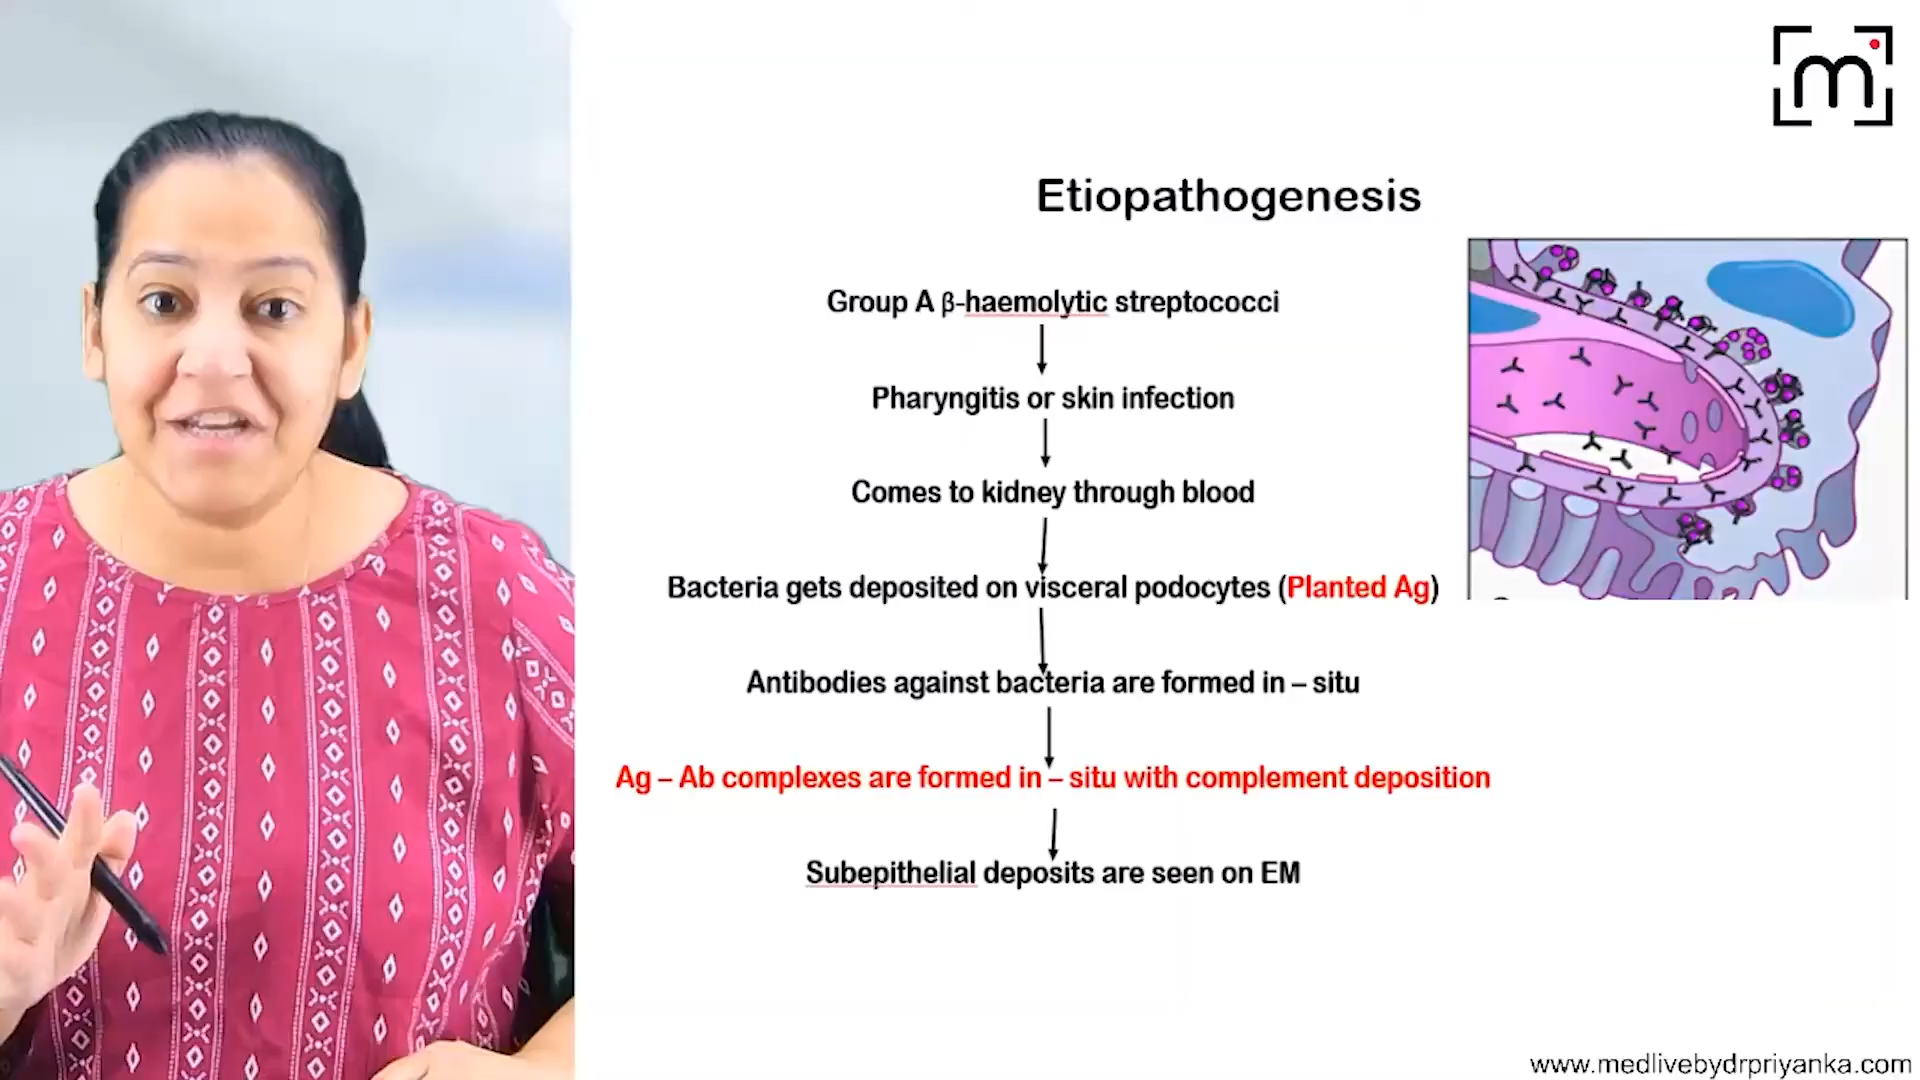 m
Etiopathogenesis
Group A β-haemolytic streptococci
Pharyngitis or skin infection
Comes to kidney through blood
Bacteria gets deposited on visceral podocytes (Planted Ag)
Antibodies against bacteria are formed in – situ
Ag – Ab complexes are formed in – situ with complement deposition
Subepithelial deposits are seen on EM
www.medlivebydrpriyanka.com